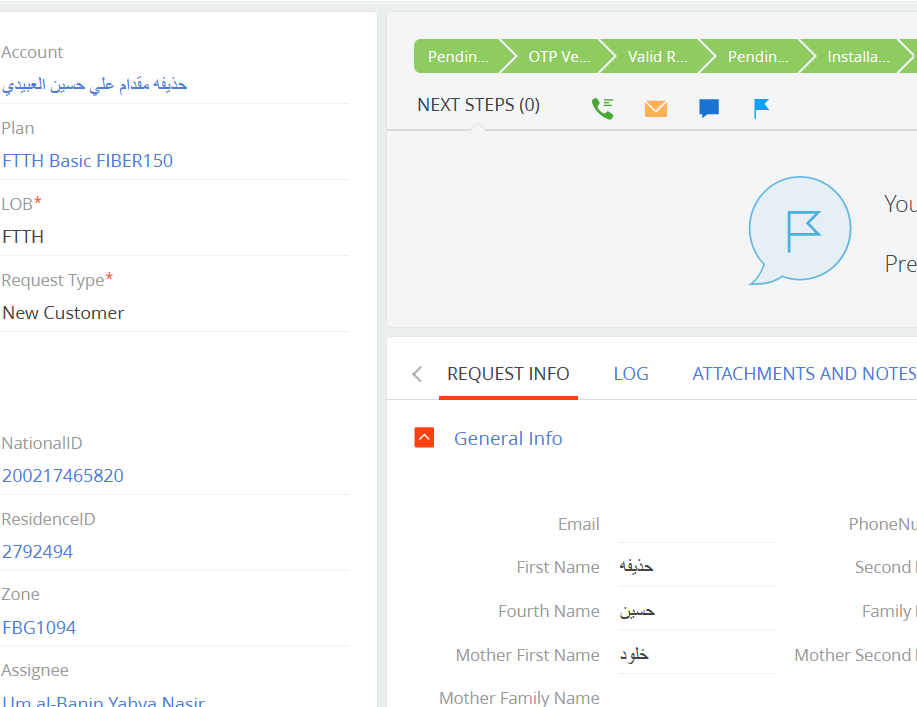 Account
حذيفه مقدام علي حسين العبيدي
Plan
FTTH Basic FIBER150
LOB*
FTTH
Request Type*
New Customer
NationalID
200217465820
ResidenceID
2792494
Zone
FBG1094
Assignee
Um al-Banin Yahya Nasir
Pendin... OTP Ve... Valid R... Pendin... Installa...
NEXT STEPS (0)
You
Pre
REQUEST INFO LOG ATTACHMENTS AND NOTES
General Info
Email PhoneNu
First Name حذيفه Second
Fourth Name حسين Family
Mother First Name خلود Mother Second
Mother Family Name